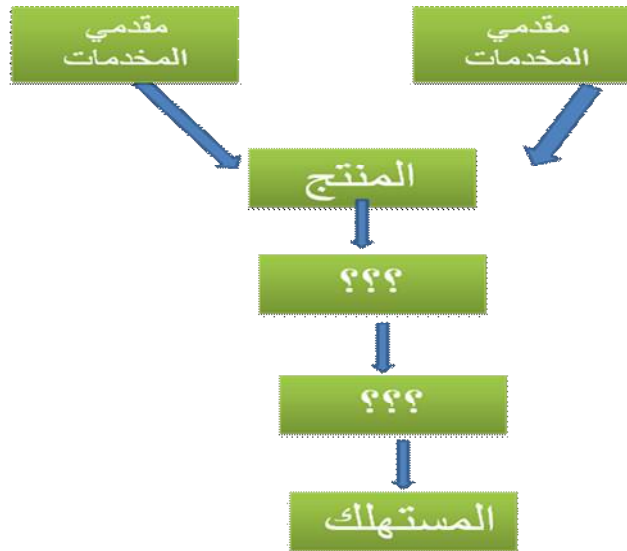 مقدمي
المخدمات
مقدمي
المخدمات
المنتج
؟؟؟
؟؟؟
المستهلك